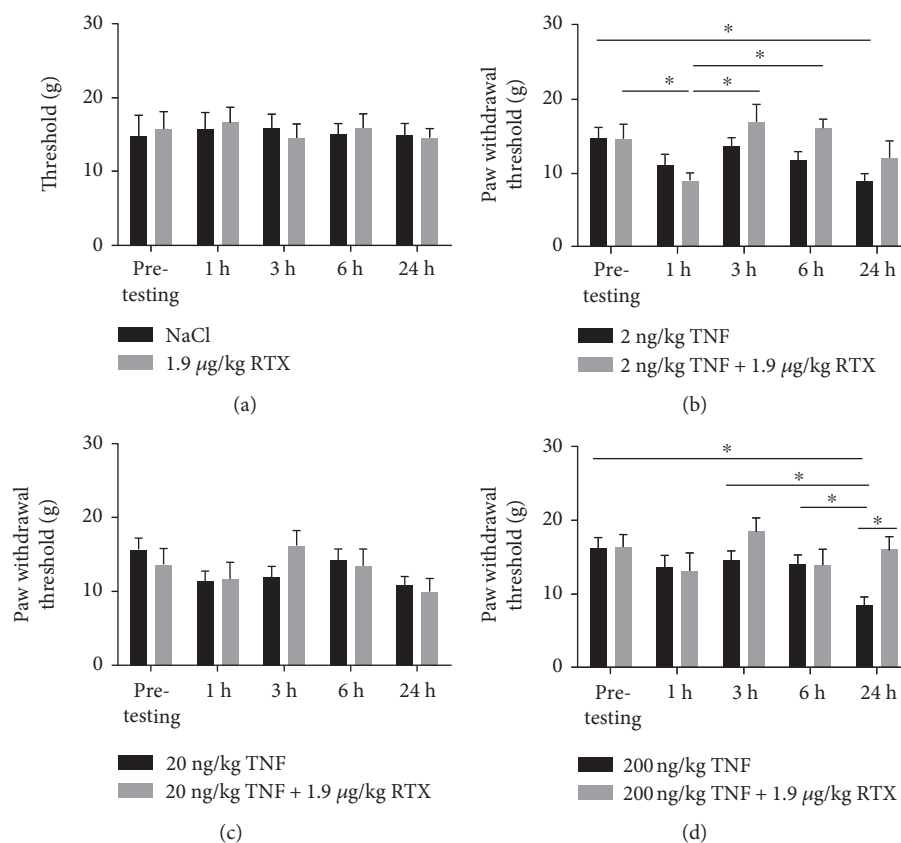 30
20
10
0
Threshold (g)
Pre-
testing
1 h
3 h
6 h
24 h
NaCl
1.9 μg/kg RTX
(a)
30
20
10
0
Paw withdrawal
threshold (g)
*
*
*
*
Pre-
testing
1 h
3 h
6 h
24 h
2 ng/kg TNF
2 ng/kg TNF + 1.9 μg/kg RTX
(b)
30
20
10
0
Paw withdrawal
threshold (g)
Pre-
testing
1 h
3 h
6 h
24 h
20 ng/kg TNF
20 ng/kg TNF + 1.9 μg/kg RTX
(c)
30
20
10
0
Paw withdrawal
threshold (g)
*
*
*
*
Pre-
testing
1 h
3 h
6 h
24 h
200 ng/kg TNF
200 ng/kg TNF + 1.9 μg/kg RTX
(d)